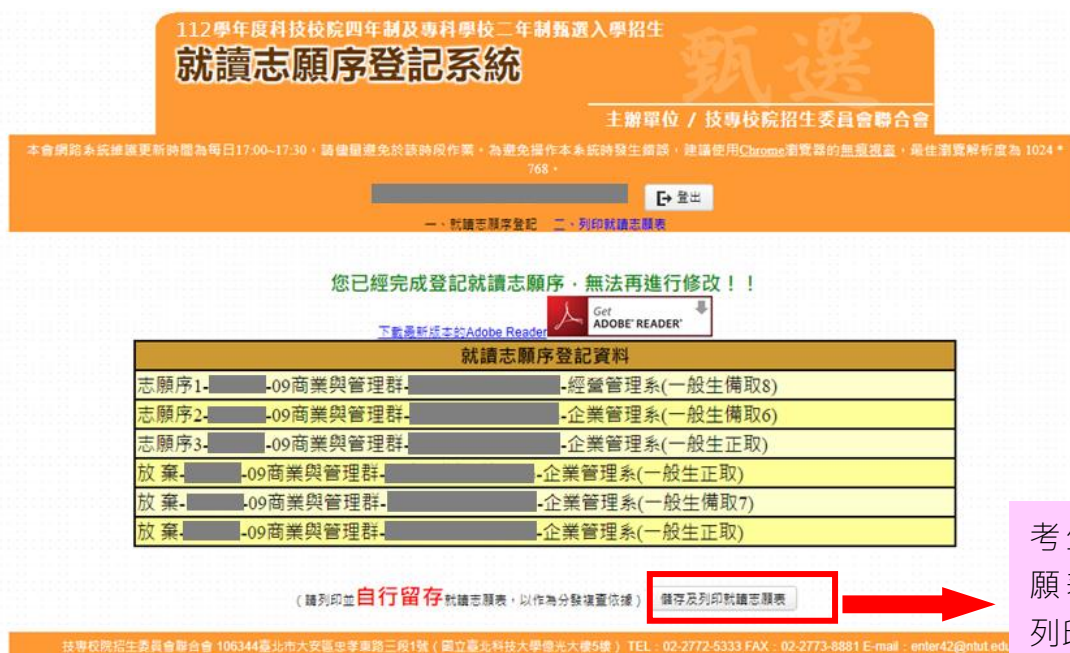 112學年度科技校院四年制及專科學校二年制甄選入學招生
甄選
就讀志願序登記系統
主辦單位 / 技專校院招生委員會聯合會
本會網路系統維護更新時間為每日17:00~17:30，請儘量避免於該時段作業。為避免操作本系統時發生錯誤，建議使用Chrome瀏覽器的無痕視窗，最佳瀏覽解析度為 1024 *
768。
登出
一、就讀志願序登記 二、列印就讀志願表
您已經完成登記就讀志願序，無法再進行修改！！
下載最新版本的Adobe Reader
Get
ADOBE® READER®
就讀志願序登記資料
志願序1- -09商業與管理群- -經營管理系(一般生備取8)
志願序2- -09商業與管理群- -企業管理系(一般生備取6)
志願序3- -09商業與管理群- -企業管理系(一般生正取)
放 棄- -09商業與管理群- -企業管理系(一般生正取)
放 棄- -09商業與管理群- -企業管理系(一般生備取7)
放 棄- -09商業與管理群- -企業管理系(一般生正取)
(請列印並自行留存就讀志願表，以作為分發複查依據)
儲存及列印就讀志願表
考
願
列
技專校院招生委員會聯合會 106344臺北市大安區忠孝東路三段1號（國立臺北科技大學億光大樓5樓） TEL：02-2772-5333 FAX：02-2773-8881 E-mail：enter42@ntut.edu